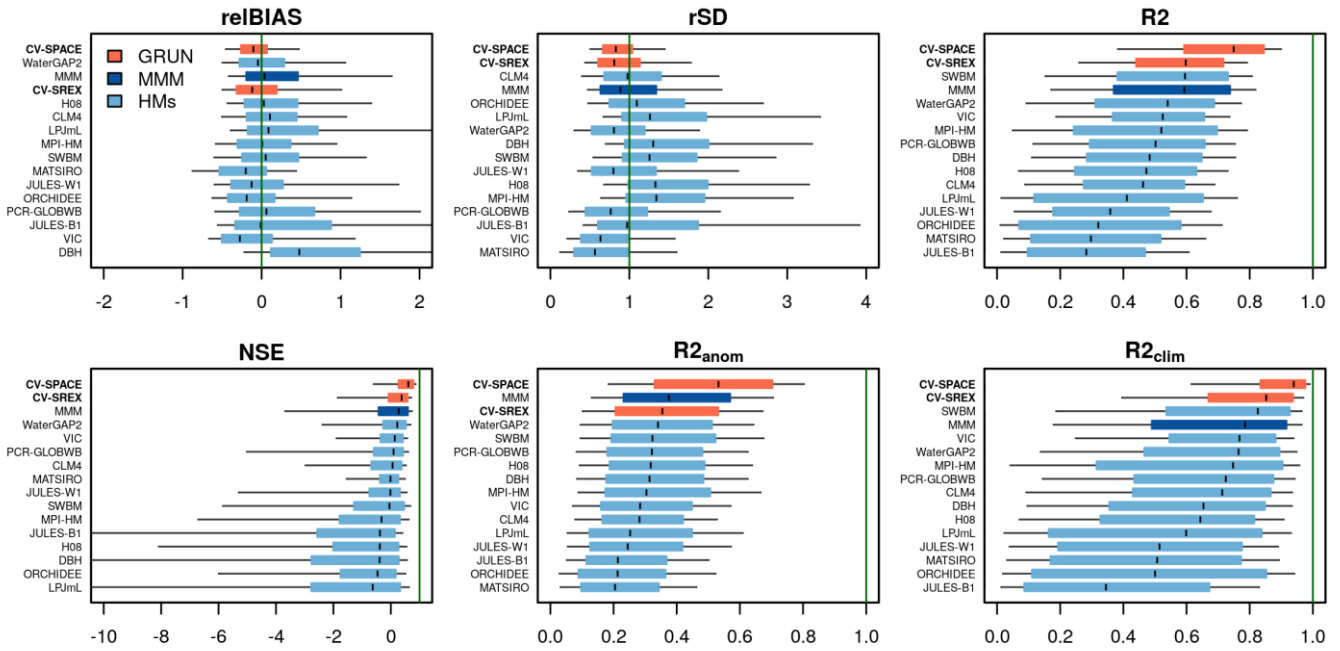 relBIAS
CV-SPACE
WaterGAP2
MMM
CV-SREX
H08
CLM4
LPJmL
MPI-HM
SWBM
MATSIRO
JULES-W1
ORCHIDEE
PCR-GLOBWB
JULES-B1
VIC
DBH
GRUN
MMM
HMs
-2 -1 0 1 2
rSD
CV-SPACE
CV-SREX
CLM4
MMM
ORCHIDEE
LPJmL
WaterGAP2
DBH
SWBM
JULES-W1
H08
MPI-HM
PCR-GLOBWB
JULES-B1
VIC
MATSIRO
0 1 2 3 4
R2
CV-SPACE
CV-SREX
SWBM
MMM
WaterGAP2
VIC
MPI-HM
PCR-GLOBWB
DBH
H08
CLM4
LPJmL
JULES-W1
ORCHIDEE
MATSIRO
JULES-B1
0.0 0.2 0.4 0.6 0.8 1.0
NSE
CV-SPACE
CV-SREX
MMM
WaterGAP2
VIC
PCR-GLOBWB
CLM4
MATSIRO
JULES-W1
SWBM
MPI-HM
JULES-B1
H08
DBH
ORCHIDEE
LPJmL
-10 -8 -6 -4 -2 0
R2anom
CV-SPACE
MMM
CV-SREX
WaterGAP2
SWBM
PCR-GLOBWB
H08
DBH
MPI-HM
VIC
CLM4
LPJmL
JULES-W1
JULES-B1
ORCHIDEE
MATSIRO
0.0 0.2 0.4 0.6 0.8 1.0
R2clim
CV-SPACE
CV-SREX
SWBM
MMM
VIC
WaterGAP2
MPI-HM
PCR-GLOBWB
CLM4
DBH
H08
LPJmL
JULES-W1
MATSIRO
ORCHIDEE
JULES-B1
0.0 0.2 0.4 0.6 0.8 1.0